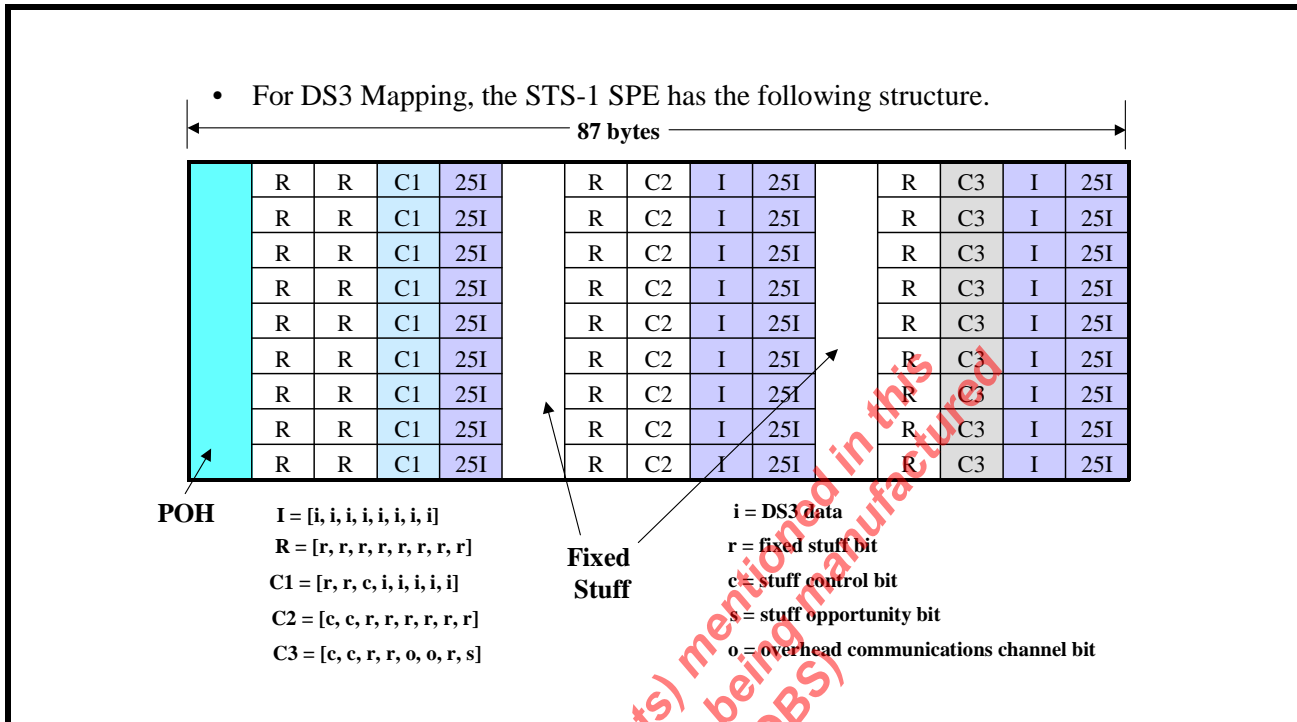 • For DS3 Mapping, the STS-1 SPE has the following structure.
87 bytes
R R C1 25I R C2 I 25I R C3 I 25I
R R C1 25I R C2 I 25I R C3 I 25I
R R C1 25I R C2 I 25I R C3 I 25I
R R C1 25I R C2 I 25I R C3 I 25I
R R C1 25I R C2 I 25I R C3 I 25I
R R C1 25I R C2 I 25I R C3 I 25I
R R C1 25I R C2 I 25I R C3 I 25I
R R C1 25I R C2 I 25I R C3 I 25I
R R C1 25I R C2 I 25I R C3 I 25I
POH
I = [i, i, i, i, i, i, i, i]
R = [r, r, r, r, r, r, r, r]
C1 = [r, r, c, i, i, i, i, i]
C2 = [c, c, r, r, r, r, r, r]
C3 = [c, c, r, r, o, o, r, s]
Fixed
Stuff
i = DS3 data
r = fixed stuff bit
c = stuff control bit
s = stuff opportunity bit
o = overhead communications channel bit
ts) mentioned in this
being manufactured
OBS)